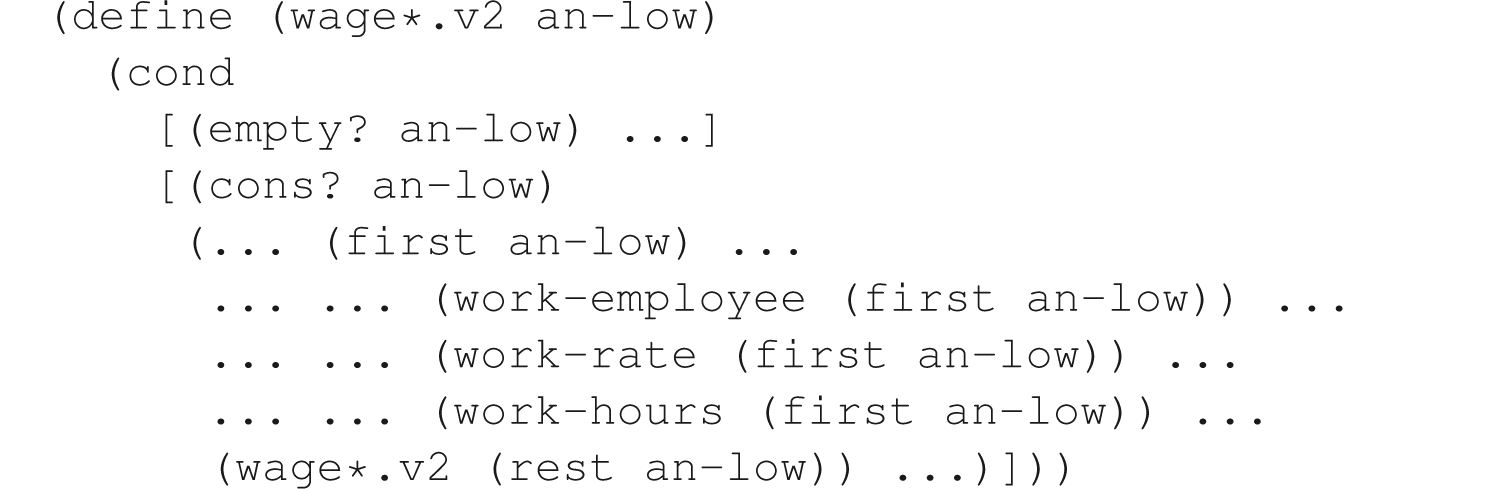 (define (wage*.v2 an-low)
  (cond
    [(empty? an-low) ...]
    [(cons? an-low)
     (... (first an-low) ...
      ... ... (work-employee (first an-low)) ...
      ... ... (work-rate (first an-low)) ...
      ... ... (work-hours (first an-low)) ...
      (wage*.v2 (rest an-low)) ...)]))